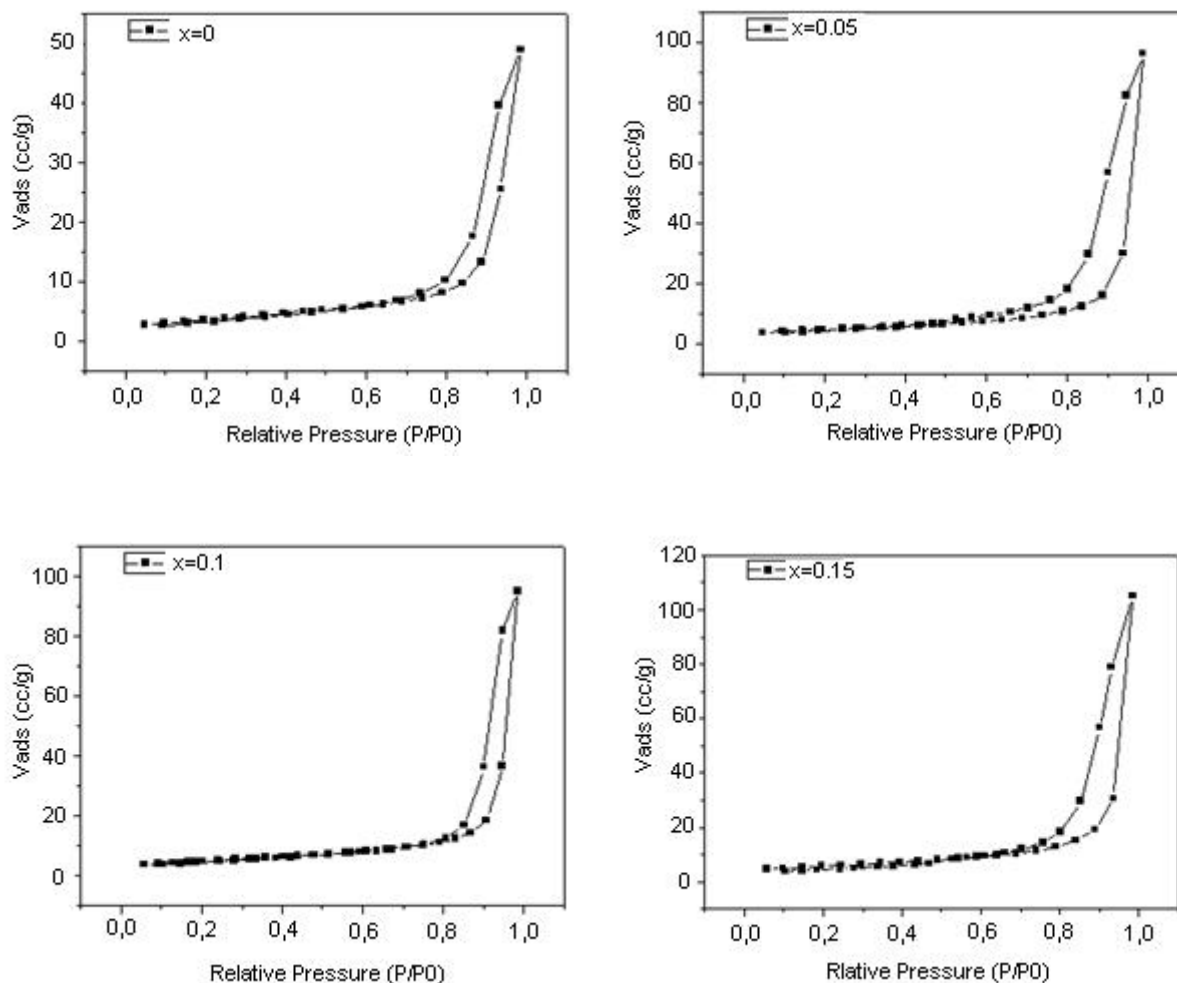 x=0
50
40
30
20
10
0
Vads (cc/g)
0,0 0,2 0,4 0,6 0,8 1,0
Relative Pressure (P/P0)
x=0.05
100
80
60
40
20
0
Vads (cc/g)
0,0 0,2 0,4 0,6 0,8 1,0
Relative Pressure (P/P0)
x=0.1
100
80
60
40
20
0
Vads (cc/g)
0,0 0,2 0,4 0,6 0,8 1,0
Relative Pressure (P/P0)
x=0.15
120
100
80
60
40
20
0
Vads (cc/g)
0,0 0,2 0,4 0,6 0,8 1,0
Rlative Pressure (P/P0)